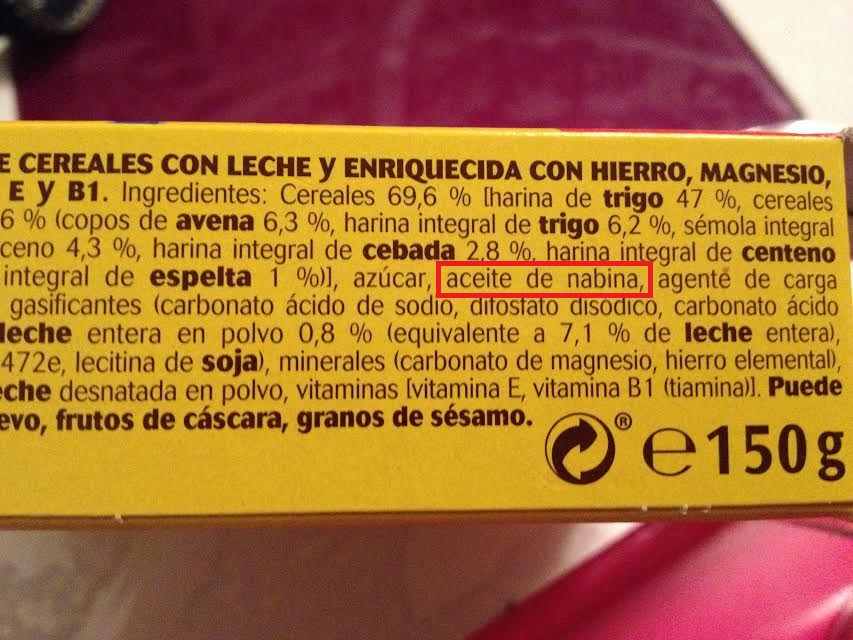 E CEREALES CON LECHE y ENRIQUECIDA CON HIERRO, MAGNESIO,
E y B1. Ingredientes: Cereales 69,6 % [harina de trigo 47 %, cereales
6 % (copos de avena 6,3 %, harina integral de trigo 6,2 %, sémola integral
ceno 4,3 %, harina integral de cebada 2,8 %, harina integral de centeno
integral de espelta 1 %)], azúcar, aceite de nabina, agente de carga
gasificantes (carbonato ácido de sodio, difosfato disódico, carbonato ácido
leche entera en polvo 0,8 % (equivalente a 7,1 % de leche entera),
472e, lecitina de soja), minerales (carbonato de magnesio, hierro elemental),
eche desnatada en polvo, vitaminas [vitamina E, vitamina B1 (tiamina)]. Puede
evo, frutos de cáscara, granos de sésamo.
® e 150 g